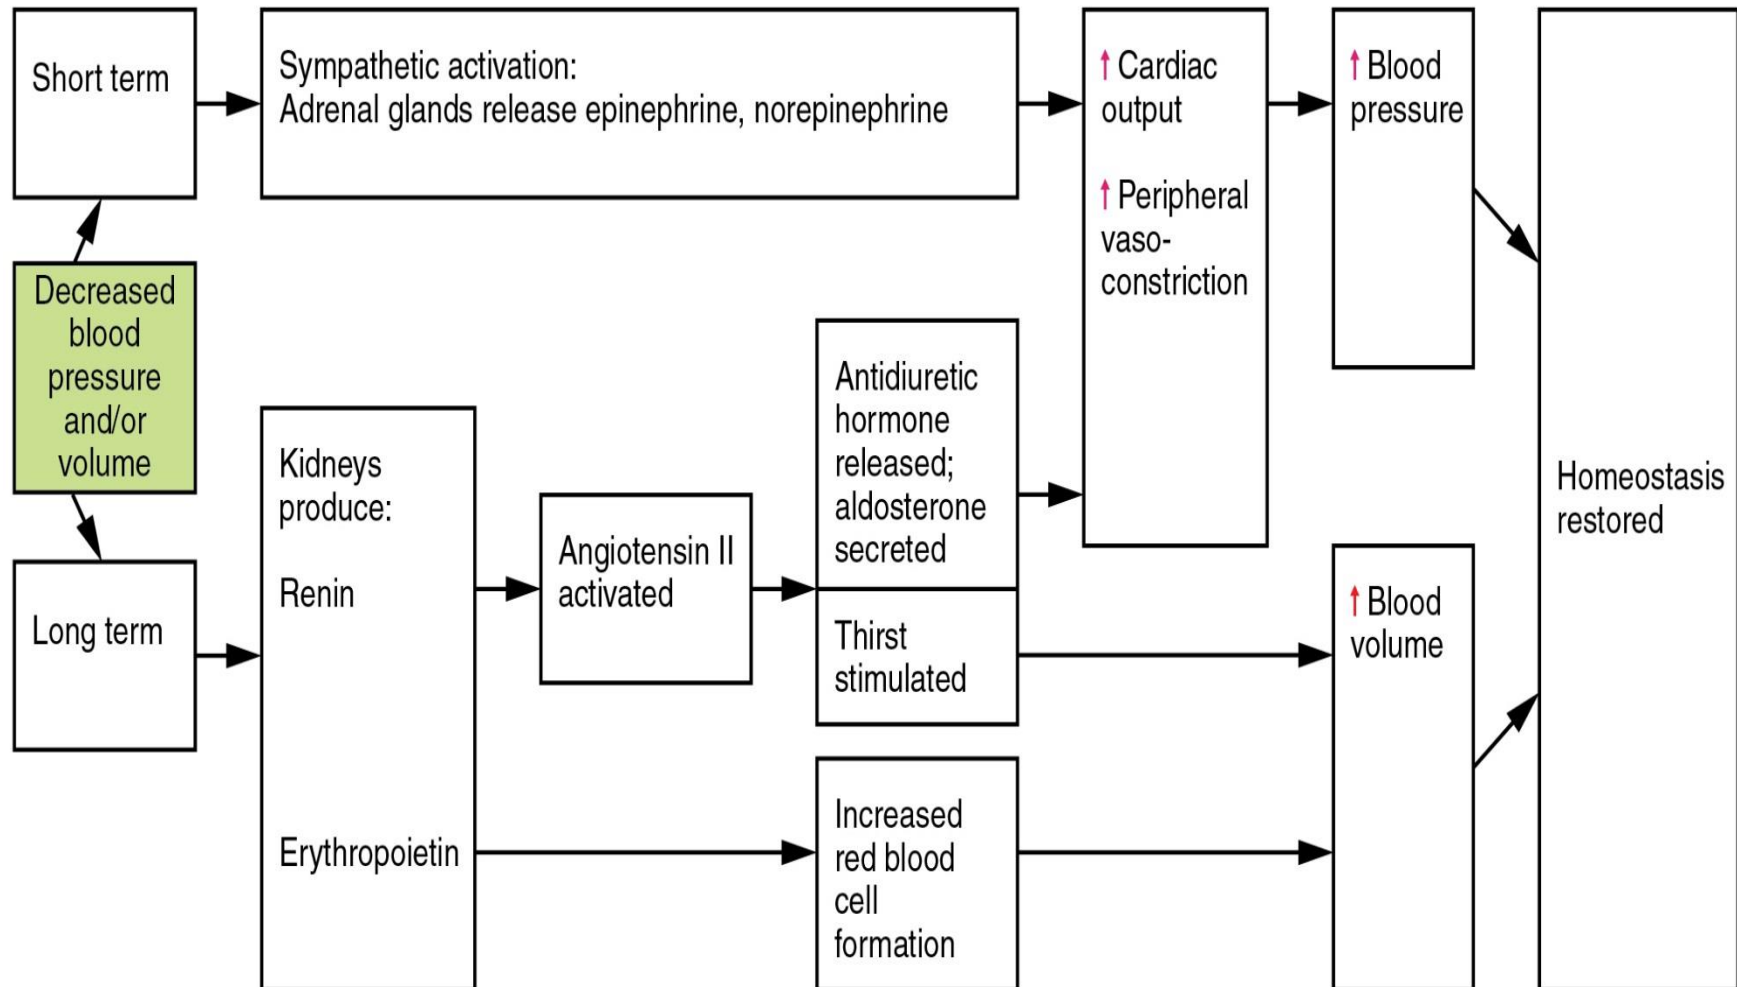 Short term
Sympathetic activation:
Adrenal glands release epinephrine, norepinephrine
↑ Cardiac
output
↑ Peripheral
vaso-
constriction
↑ Blood
pressure
Decreased
blood
pressure
and/or
volume
Long term
Kidneys
produce:
Renin
Erythropoietin
Angiotensin II
activated
Antidiuretic
hormone
released;
aldosterone
secreted
Thirst
stimulated
Increased
red blood
cell
formation
↑ Blood
volume
Homeostasis
restored